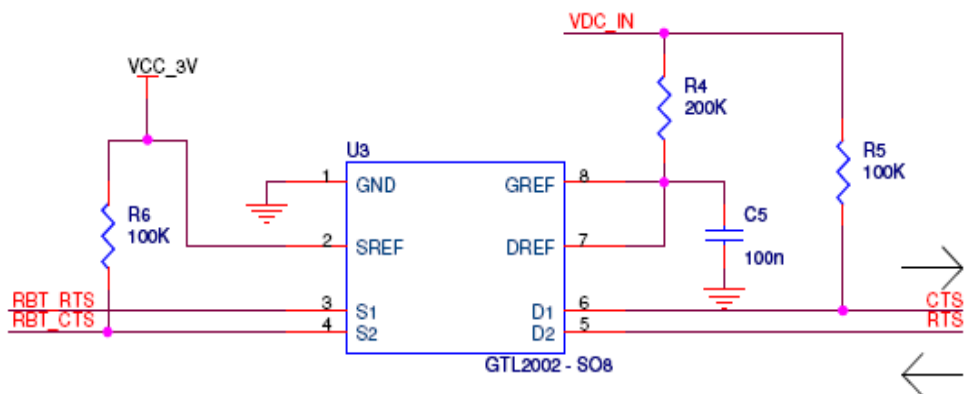 VDC_IN
VCC_3V
R4
200K
U3
R5
100K
1
GND
GREF
8
R6
100K
C5
100n
2
SREF
DREF
7
RBT_RTS
3
S1
D1
6
CTS
RBT_CTS
4
S2
D2
5
RTS
GTL2002 - SO8